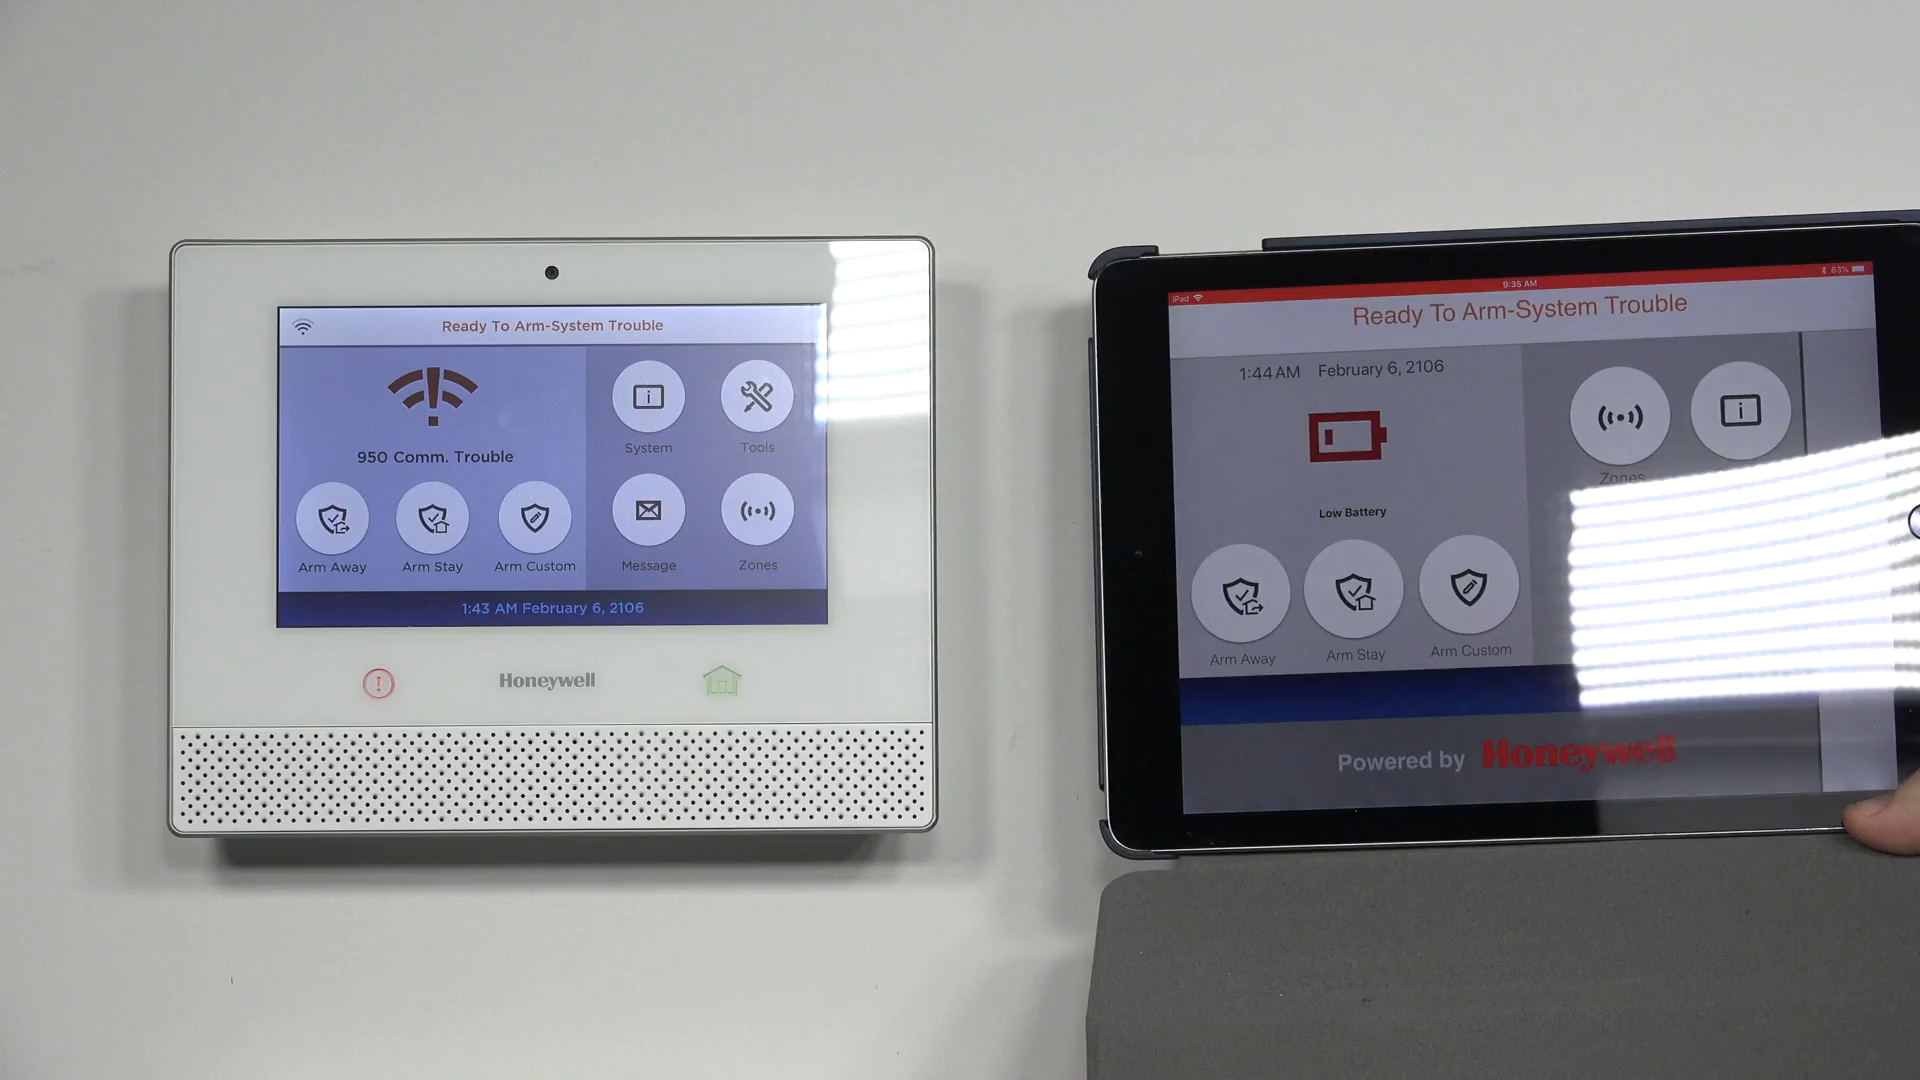 Ready To Arm-System Trouble
950 Comm. Trouble
System
Tools
Arm Away
Arm Stay
Arm Custom
Message
Zones
1:43 AM February 6, 2106
Honeywell
iPad
9:35 AM
83%
Ready To Arm-System Trouble
1:44 AM February 6, 2106
Low Battery
Zones
Arm Away
Arm Stay
Arm Custom
Powered by Honeywell